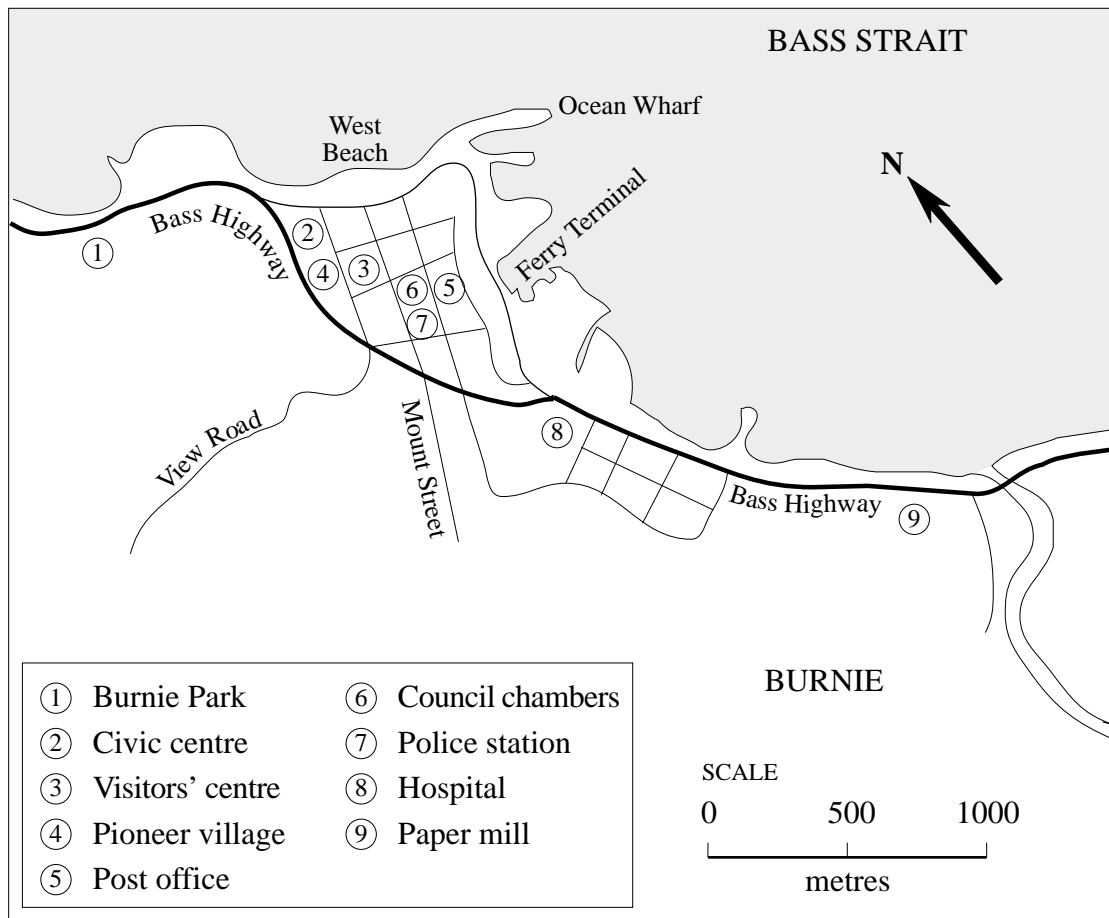 BASS STRAIT
Ocean Wharf
West
Beach
N
Ferry Terminal
Bass Highway
1
2
3
4
5
6
7
View Road
Mount Street
8
Bass Highway
9
BURNIE
1 Burnie Park
2 Civic centre
3 Visitors’ centre
4 Pioneer village
5 Post office
6 Council chambers
7 Police station
8 Hospital
9 Paper mill
SCALE
0 500 1000
metres